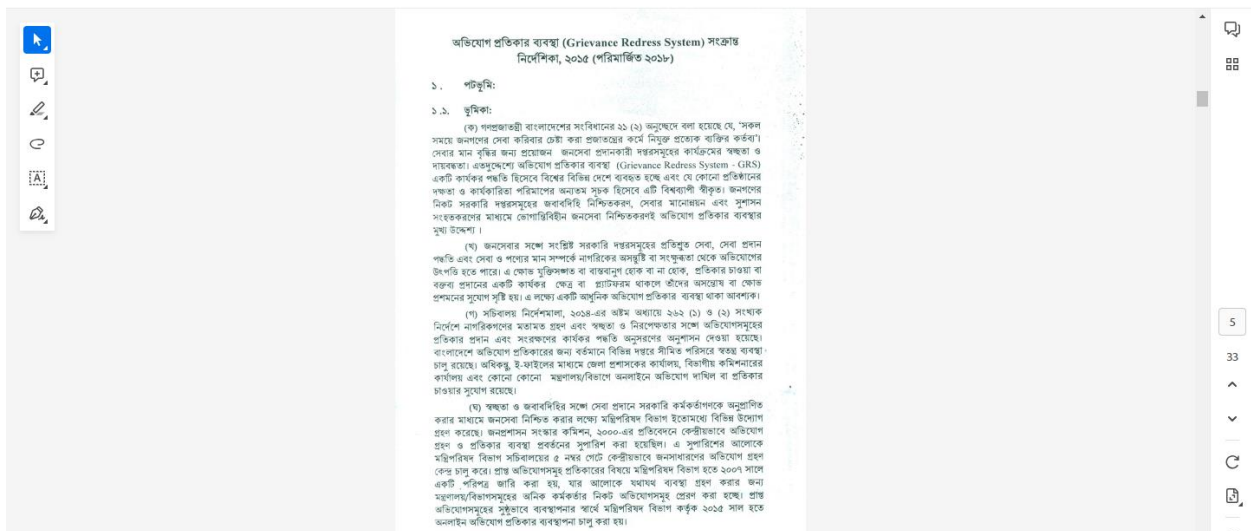 অভিযোগ প্রতিকার ব্যবস্থা (Grievance Redress System) সংক্রান্ত
নির্দেশিকা, ২০১৫ (পরিমার্জিত ২০১৮)
১. পটভূমি:
১.১. ভূমিকা:
(ক) গণপ্রজাতন্ত্রী বাংলাদেশের সংবিধানের ২১ (২) অনুচ্ছেদে বলা হয়েছে যে, ‘সকল
সময়ে জনগণের সেবা করিবার চেষ্টা করা প্রজাতন্ত্রের কর্মে নিযুক্ত প্রত্যেক ব্যক্তির কর্তব্য’।
সেবার মান বৃদ্ধির জন্য প্রয়োজন জনসেবা প্রদানকারী দপ্তরসমূহের কার্যক্রমের স্বচ্ছতা ও
দায়বদ্ধতা। এতদুদ্দেশ্যে অভিযোগ প্রতিকার ব্যবস্থা (Grievance Redress System - GRS)
একটি কার্যকর পদ্ধতি হিসেবে বিশ্বের বিভিন্ন দেশে ব্যবহৃত হচ্ছে এবং যে কোনো প্রতিষ্ঠানের
দক্ষতা ও কার্যকারিতা পরিমাপের অন্যতম সূচক হিসেবে এটি বিশ্বব্যাপী স্বীকৃত। জনগণের
নিকট সরকারি দপ্তরসমূহের জবাবদিহি নিশ্চিতকরণ, সেবার মানোন্নয়ন এবং সুশাসন
সংহতকরণের মাধ্যমে ভোগান্তিবিহীন জনসেবা নিশ্চিতকরণই অভিযোগ প্রতিকার ব্যবস্থার
মুখ্য উদ্দেশ্য ।
(খ) জনসেবার সঙ্গে সংশ্লিষ্ট সরকারি দপ্তরসমূহের প্রতিশ্রুত সেবা, সেবা প্রদান
পদ্ধতি এবং সেবা ও পণ্যের মান সম্পর্কে নাগরিকের অসন্তুষ্টি বা সংক্ষুব্ধতা থেকে অভিযোগের
উৎপত্তি হতে পারে। এ ক্ষোভ যুক্তিসঙ্গত বা বাস্তবানুগ হোক বা না হোক, প্রতিকার চাওয়া বা
বক্তব্য প্রদানের একটি কার্যকর ক্ষেত্র বা প্ল্যাটফরম থাকলে তাঁদের অসন্তোষ বা ক্ষোভ
প্রশমনের সুযোগ সৃষ্টি হয়। এ লক্ষ্যে একটি আধুনিক অভিযোগ প্রতিকার ব্যবস্থা থাকা আবশ্যক।
(গ) সচিবালয় নির্দেশমালা, ২০১৪-এর অষ্টম অধ্যায়ে ২৬২ (১) ও (২) সংখ্যক
নির্দেশে নাগরিকগণের মতামত গ্রহণ এবং স্বচ্ছতা ও নিরপেক্ষতার সঙ্গে অভিযোগসমূহের
প্রতিকার প্রদান এবং সংরক্ষণের কার্যকর পদ্ধতি অনুসরণের অনুশাসন দেওয়া হয়েছে।
বাংলাদেশে অভিযোগ প্রতিকারের জন্য বর্তমানে বিভিন্ন দপ্তরে সীমিত পরিসরে স্বতন্ত্র ব্যবস্থা
চালু রয়েছে। অধিকন্তু, ই-ফাইলের মাধ্যমে জেলা প্রশাসকের কার্যালয়, বিভাগীয় কমিশনারের
কার্যালয় এবং কোনো কোনো মন্ত্রণালয়/বিভাগে অনলাইনে অভিযোগ দাখিল বা প্রতিকার
চাওয়ার সুযোগ রয়েছে।
(ঘ) স্বচ্ছতা ও জবাবদিহির সঙ্গে সেবা প্রদানে সরকারি কর্মকর্তাগণকে অনুপ্রাণিত
করার মাধ্যমে জনসেবা নিশ্চিত করার লক্ষ্যে মন্ত্রিপরিষদ বিভাগ ইতোমধ্যে বিভিন্ন উদ্যোগ
গ্রহণ করেছে। জনপ্রশাসন সংস্কার কমিশন, ২০০০-এর প্রতিবেদনে কেন্দ্রীয়ভাবে অভিযোগ
গ্রহণ ও প্রতিকার ব্যবস্থা প্রবর্তনের সুপারিশ করা হয়েছিল। এ সুপারিশের আলোকে
মন্ত্রিপরিষদ বিভাগ সচিবালয়ের ৫ নম্বর গেটে কেন্দ্রীয়ভাবে জনসাধারণের অভিযোগ গ্রহণ
কেন্দ্র চালু করে। প্রাপ্ত অভিযোগসমূহ প্রতিকারের বিষয়ে মন্ত্রিপরিষদ বিভাগ হতে ২০০৭ সালে
একটি পরিপত্র জারি করা হয়, যার আলোকে যথাযথ ব্যবস্থা গ্রহণ করার জন্য
মন্ত্রণালয়/বিভাগসমূহের অনিক কর্মকর্তার নিকট অভিযোগসমূহ প্রেরণ করা হচ্ছে। প্রাপ্ত
অভিযোগসমূহের সুষ্ঠুভাবে ব্যবস্থাপনার স্বার্থে মন্ত্রিপরিষদ বিভাগ কর্তৃক ২০১৫ সাল হতে
অনলাইন অভিযোগ প্রতিকার ব্যবস্থাপনা চালু করা হয়।
5
33